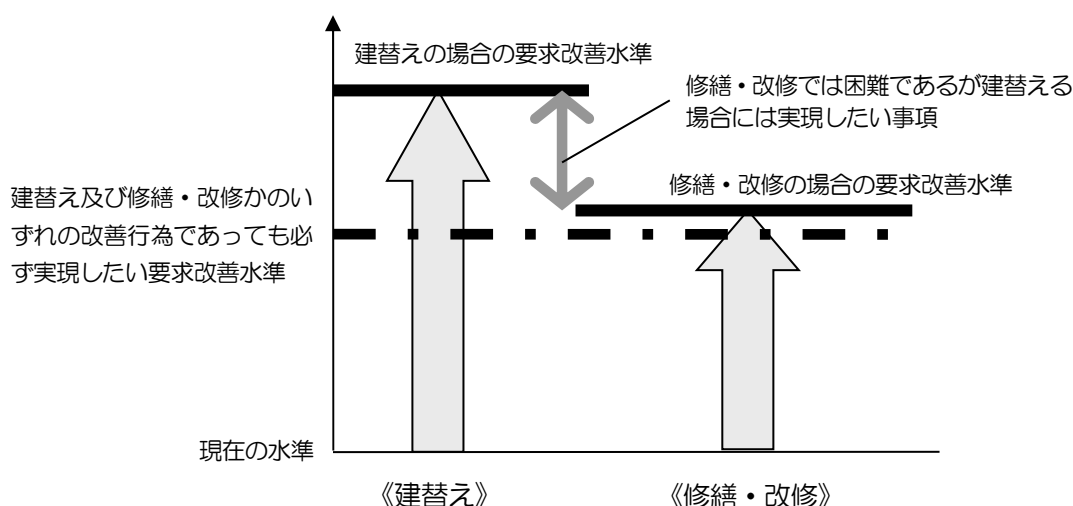 建替えの場合の要求改善水準
修繕・改修では困難であるが建替える
場合には実現したい事項
修繕・改修の場合の要求改善水準
建替え及び修繕・改修かのい
ずれの改善行為であっても必
ず実現したい要求改善水準
現在の水準
《建替え》
《修繕・改修》